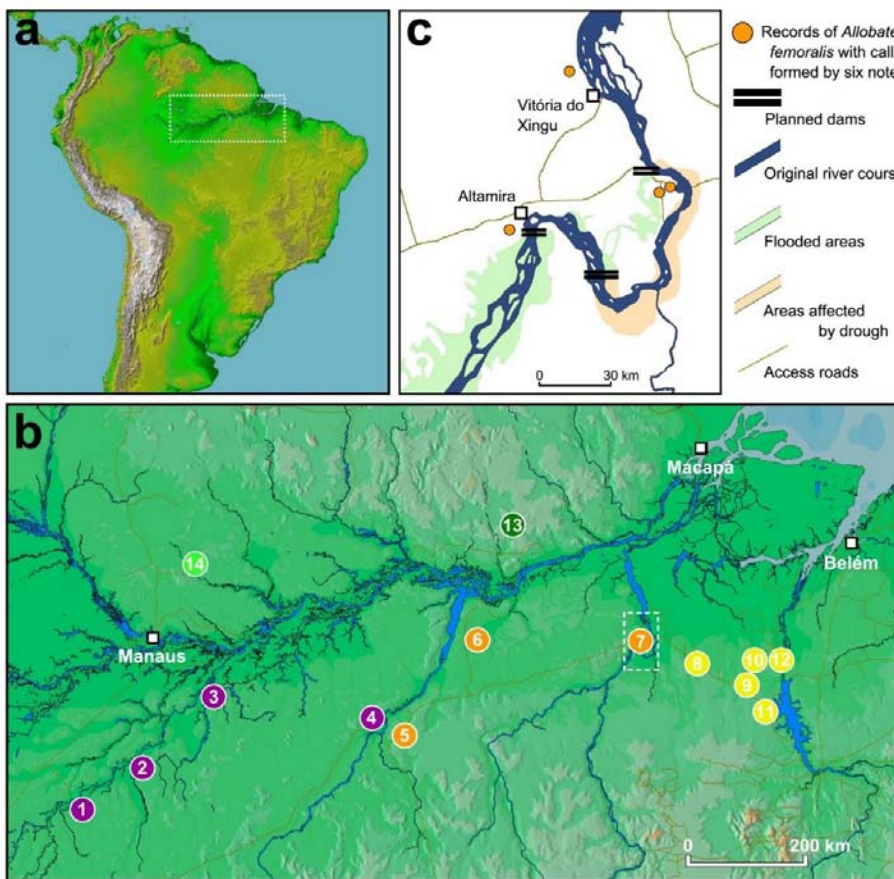 a
c
Records of Allobate
femoralis with call
formed by six note
Planned dams
Original river cours
Flooded areas
Areas affected
by drough
Access roads
Vitória do
Xingu
Altamira
0 30 km
b
Macapá
Belém
Manaus
13
14
6
7
8
10
12
9
11
3
4
5
2
1
0 200 km